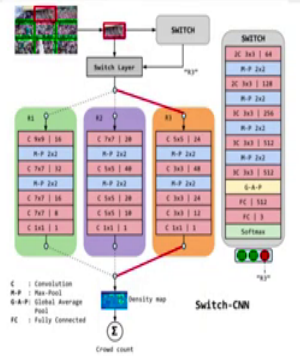 SWITCH
Switch Layer
"R3"
R1
C 9x9 | 16
M-P 2x2
C 7x7 | 32
M-P 2x2
C 7x7 | 16
C 7x7 | 8
C 1x1 | 1
R2
C 7x7 | 20
M-P 2x2
C 5x5 | 40
M-P 2x2
C 5x5 | 20
C 5x5 | 10
C 1x1 | 1
R3
C 5x5 | 24
M-P 2x2
C 3x3 | 48
M-P 2x2
C 3x3 | 24
C 3x3 | 12
C 1x1 | 1
SWITCH
2C 3x3 | 64
M-P 2x2
2C 3x3 | 128
M-P 2x2
3C 3x3 | 256
M-P 2x2
3C 3x3 | 512
M-P 2x2
3C 3x3 | 512
G-A-P
FC | 512
FC | 3
Softmax
"R3"
C : Convolution
M-P : Max-Pool
G-A-P: Global Average
Pool
FC : Fully Connected
Density map
Σ
Crowd count
Switch-CNN